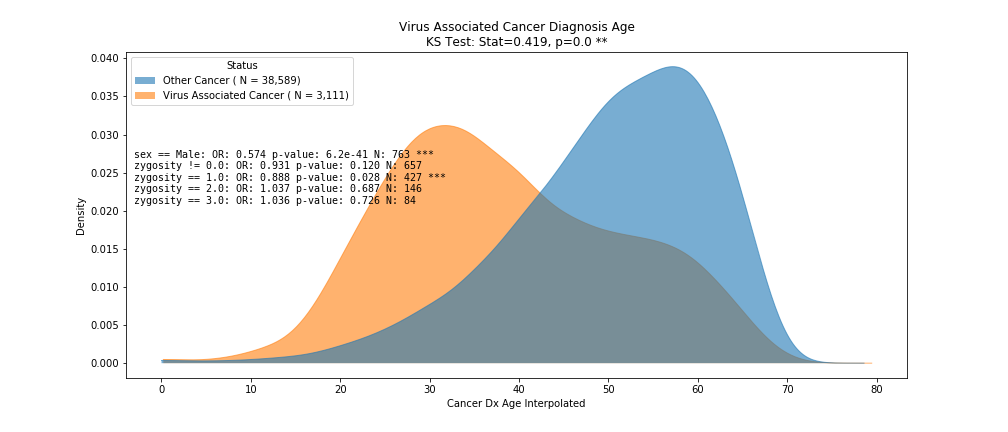 Virus Associated Cancer Diagnosis Age
KS Test: Stat=0.419, p=0.0 **
Status
Other Cancer ( N = 38,589)
Virus Associated Cancer ( N = 3,111)
sex == Male: OR: 0.574 p-value: 6.2e-41 N: 763 ***
zygosity != 0.0: OR: 0.931 p-value: 0.120 N: 657
zygosity == 1.0: OR: 0.888 p-value: 0.028 N: 427 ***
zygosity == 2.0: OR: 1.037 p-value: 0.687 N: 146
zygosity == 3.0: OR: 1.036 p-value: 0.726 N: 84
Density
0.040
0.035
0.030
0.025
0.020
0.015
0.010
0.005
0.000
0 10 20 30 40 50 60 70 80
Cancer Dx Age Interpolated